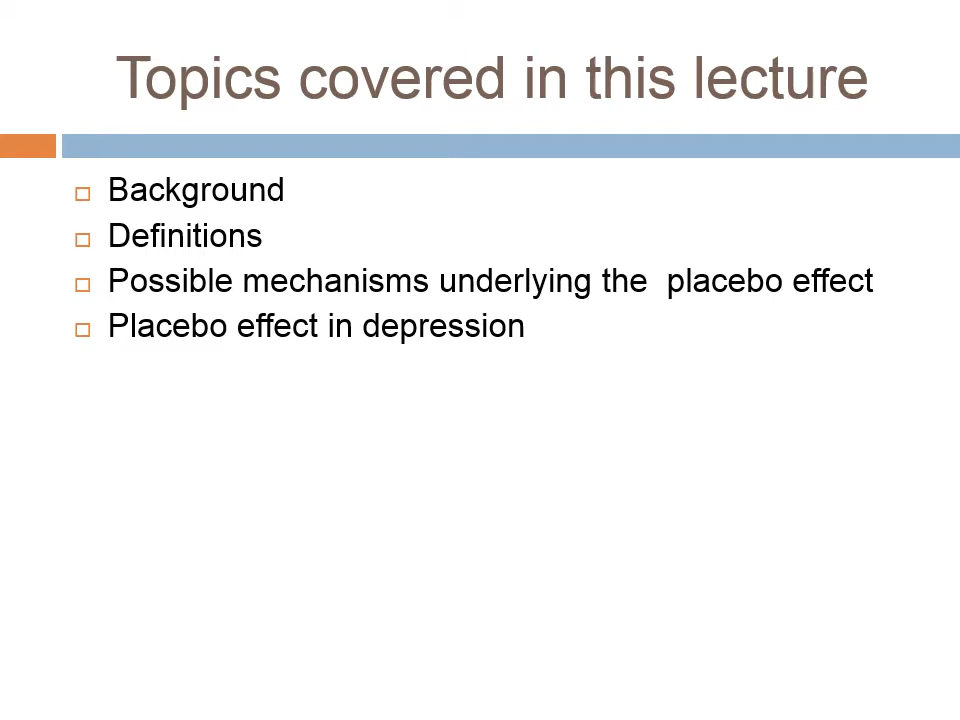 Topics covered in this lecture
Background
Definitions
Possible mechanisms underlying the  placebo effect
Placebo effect in depression